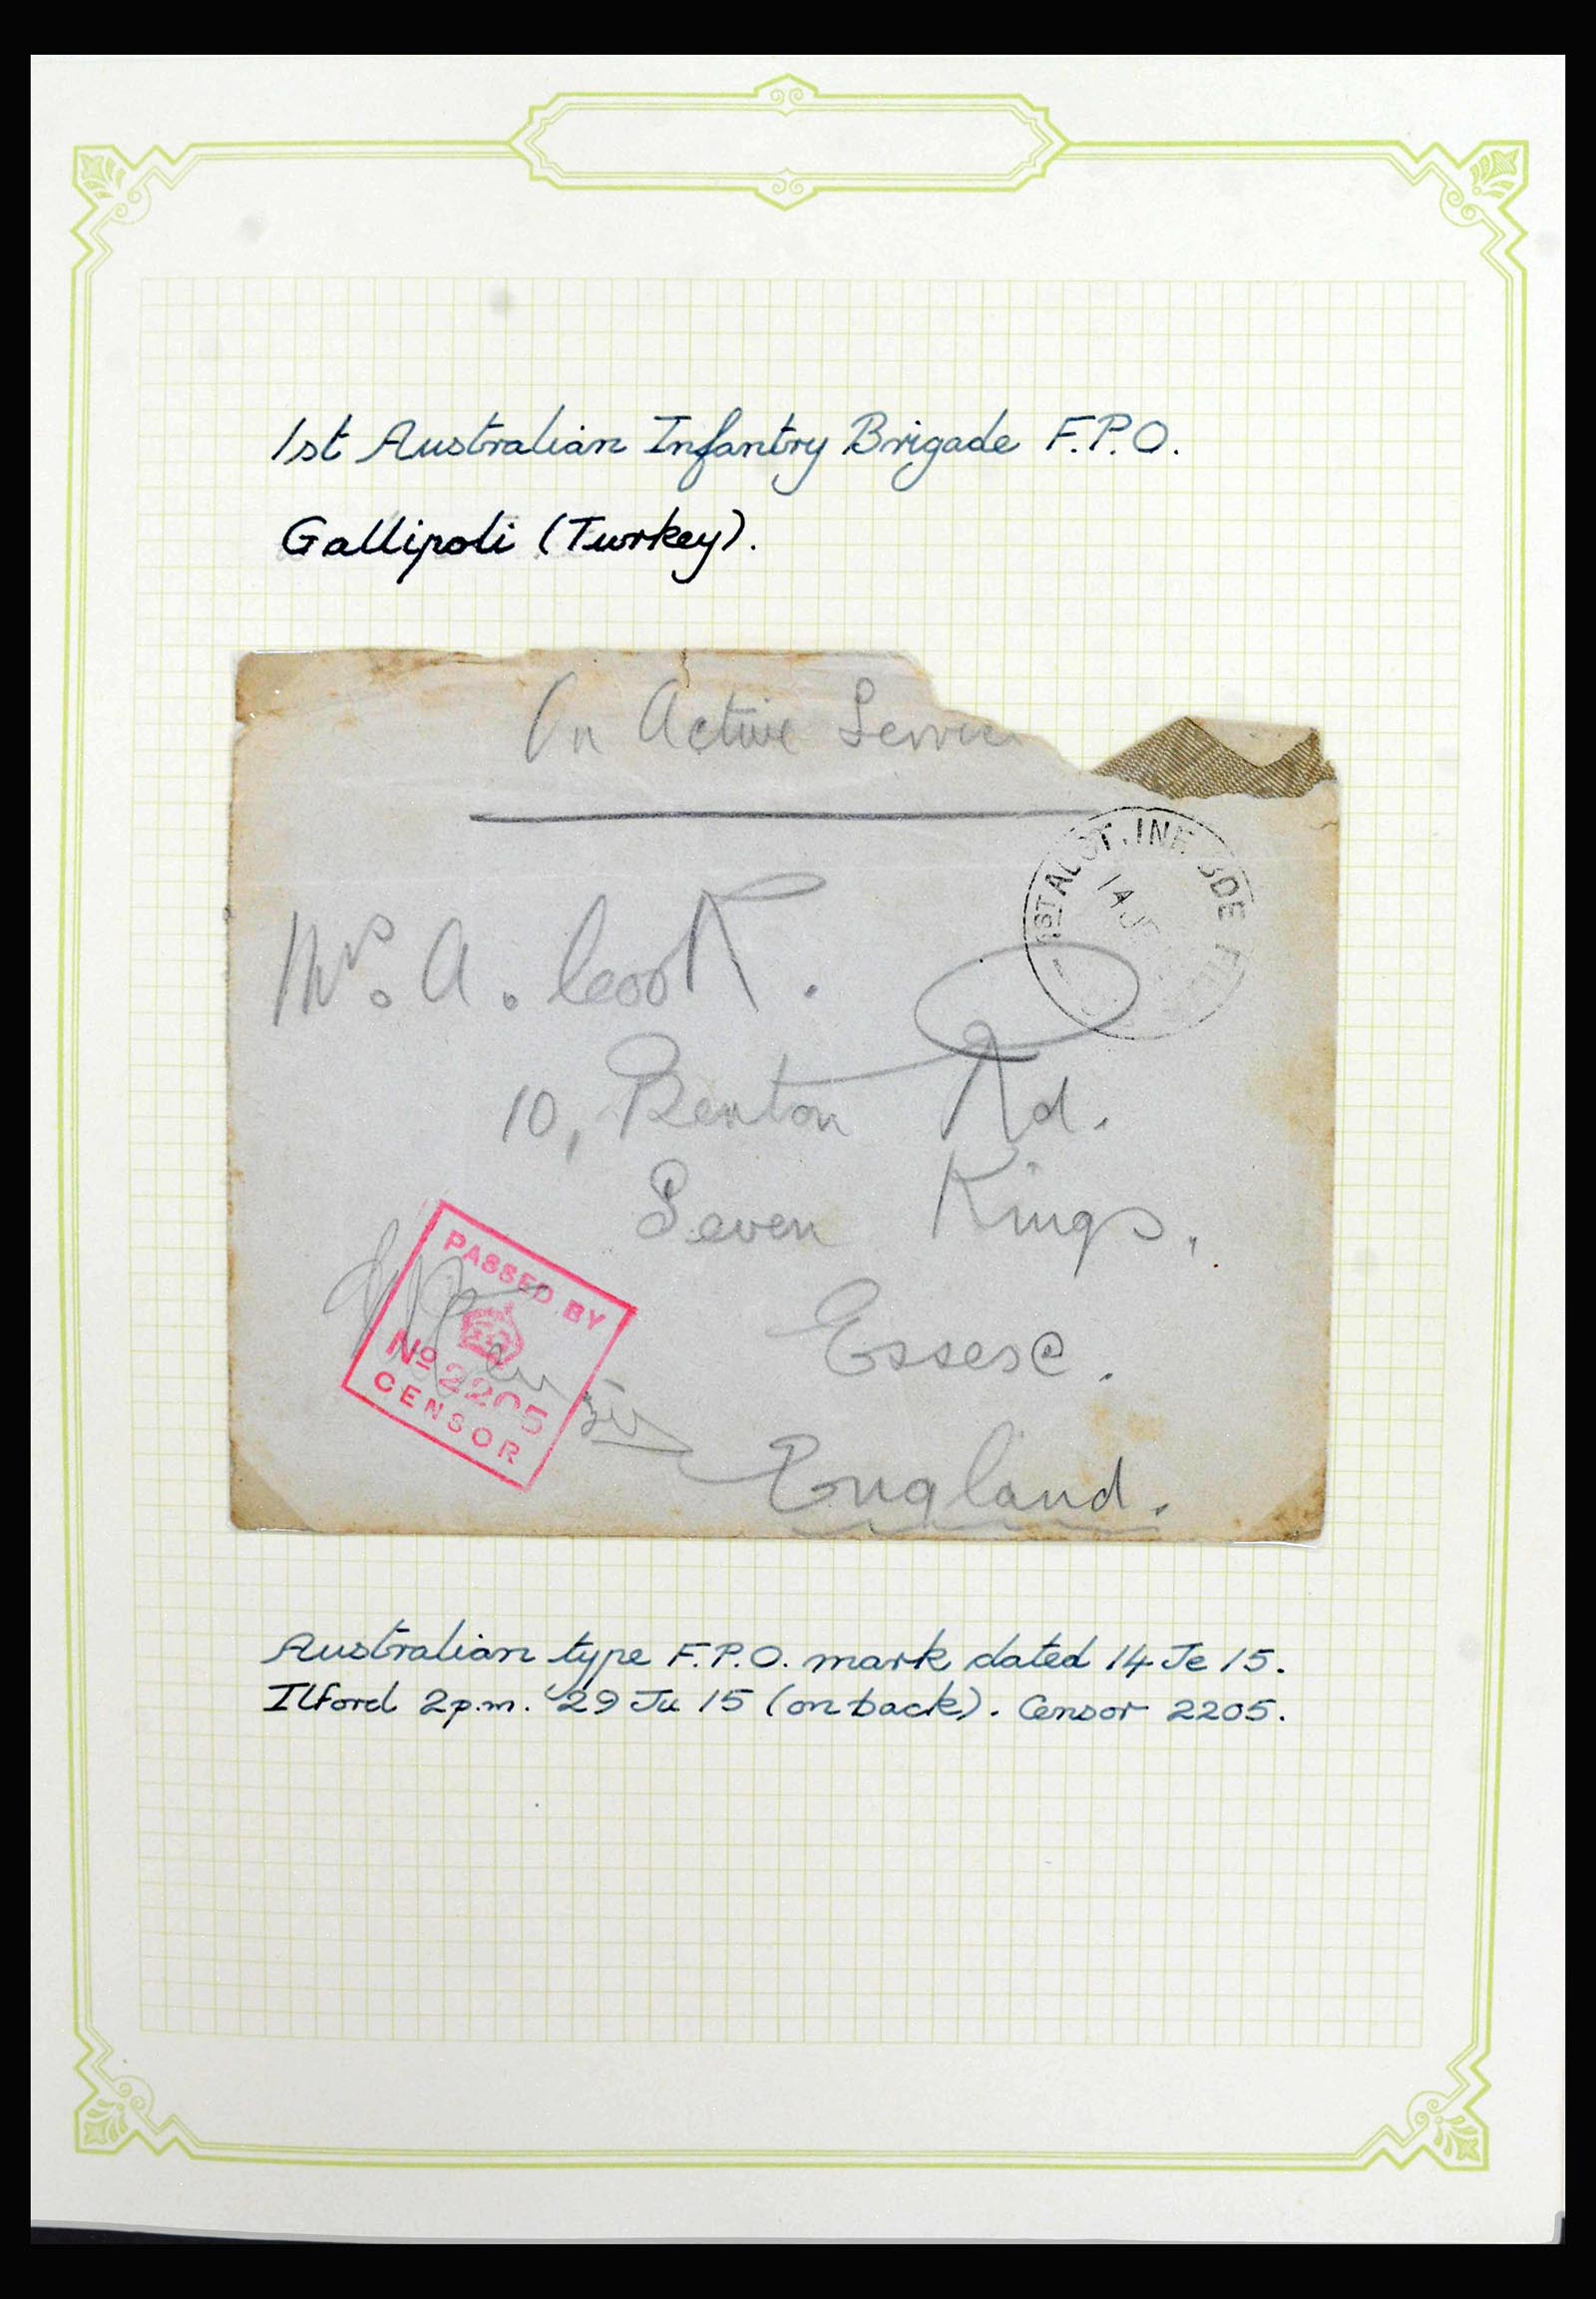 1st Australian Infantry Brigade F.P.O.
Gallipoli (Turkey).
On Active Service
1ST AUST. INF BDE
14 JE
Mrs. A. Cook.
10, Benton Rd.
Seven Kings,
Essex.
England.
PASSED BY
No 2205
CENSOR
Australian type F.P.O. mark dated 14 Je 15.
Ilford 2p.m. 29 Ju 15 (on back). Censor 2205.